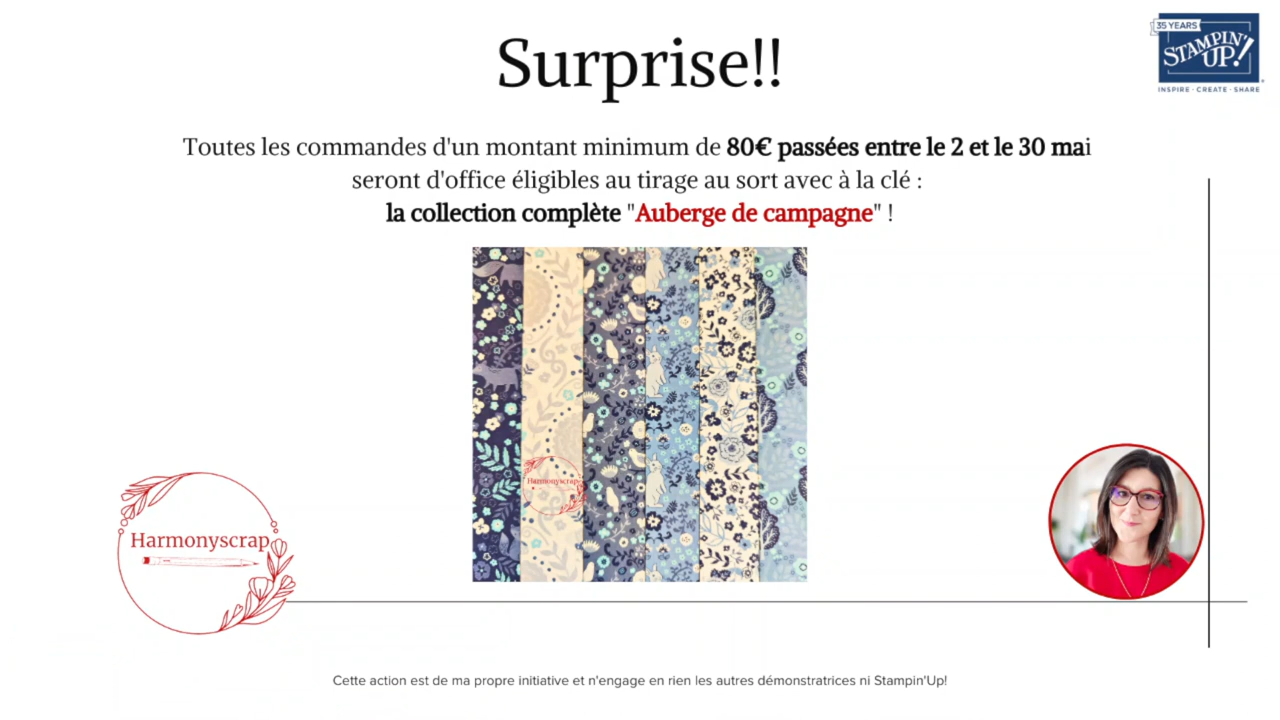 Surprise!!
35 YEARS
STAMPIN'
UP!
INSPIRE · CREATE · SHARE
Toutes les commandes d'un montant minimum de 80€ passées entre le 2 et le 30 mai
seront d'office éligibles au tirage au sort avec à la clé :
la collection complète "Auberge de campagne" !
Harmonyscrap
Harmonyscrap
Cette action est de ma propre initiative et n'engage en rien les autres démonstratrices ni Stampin'Up!